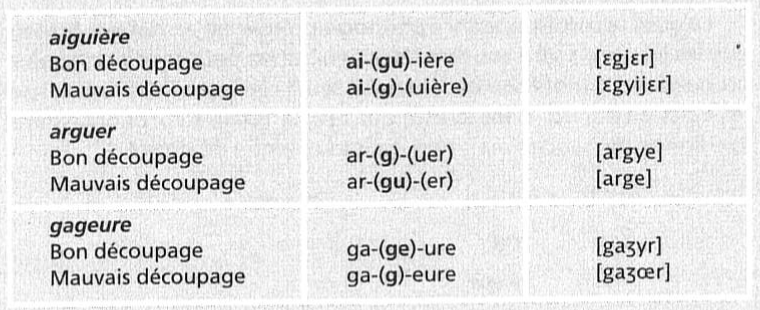 aiguière
Bon découpage ai-(gu)-ière [ɛgjɛr]
Mauvais découpage ai-(g)-(uière) [ɛgyijɛr]
arguer
Bon découpage ar-(g)-(uer) [argye]
Mauvais découpage ar-(gu)-(er) [arge]
gageure
Bon découpage ga-(ge)-ure [gaʒyr]
Mauvais découpage ga-(g)-eure [gaʒœr]